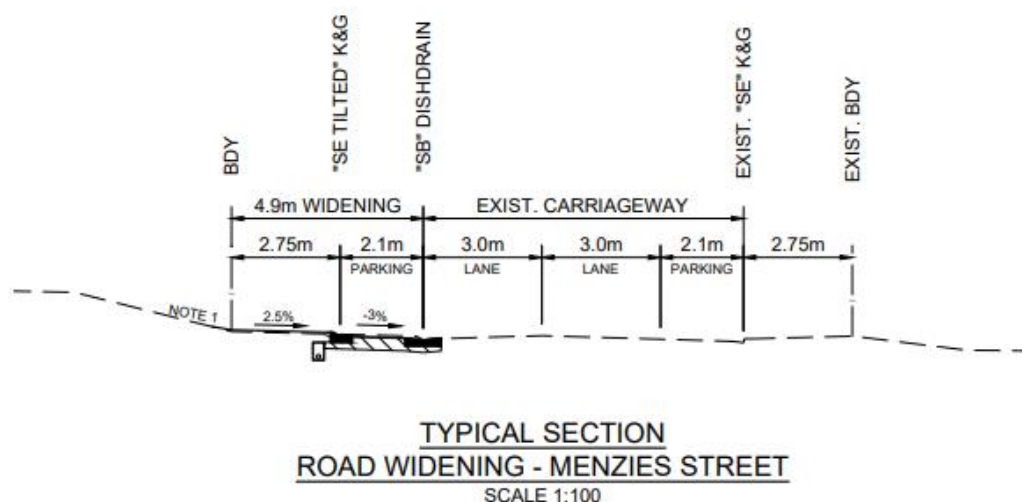 BDY
"SE TILTED" K&G
"SB" DISHDRAIN
EXIST. "SE" K&G
EXIST. BDY
4.9m WIDENING
EXIST. CARRIAGEWAY
2.75m
2.1m
3.0m
3.0m
2.1m
2.75m
PARKING
LANE
LANE
PARKING
NOTE 1
2.5%
-3%
TYPICAL SECTION
ROAD WIDENING - MENZIES STREET
SCALE 1:100